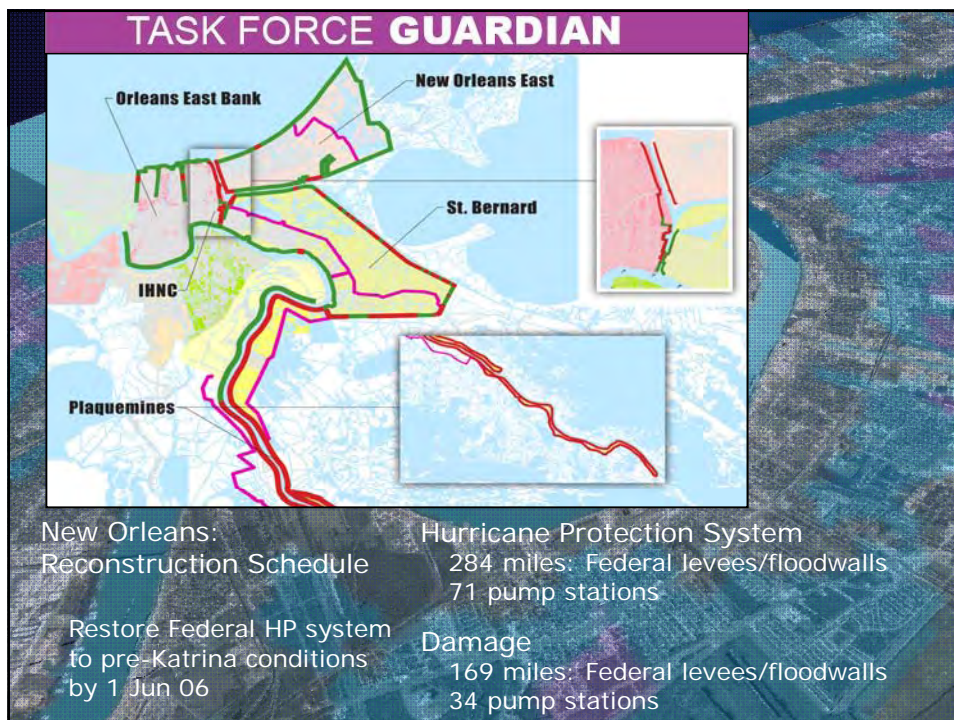 TASK FORCE GUARDIAN
Orleans East Bank
New Orleans East
St. Bernard
IHNC
Plaquemines
New Orleans:
Reconstruction Schedule
Restore Federal HP system
to pre-Katrina conditions
by 1 Jun 06
Hurricane Protection System
284 miles: Federal levees/floodwalls
71 pump stations
Damage
169 miles: Federal levees/floodwalls
34 pump stations